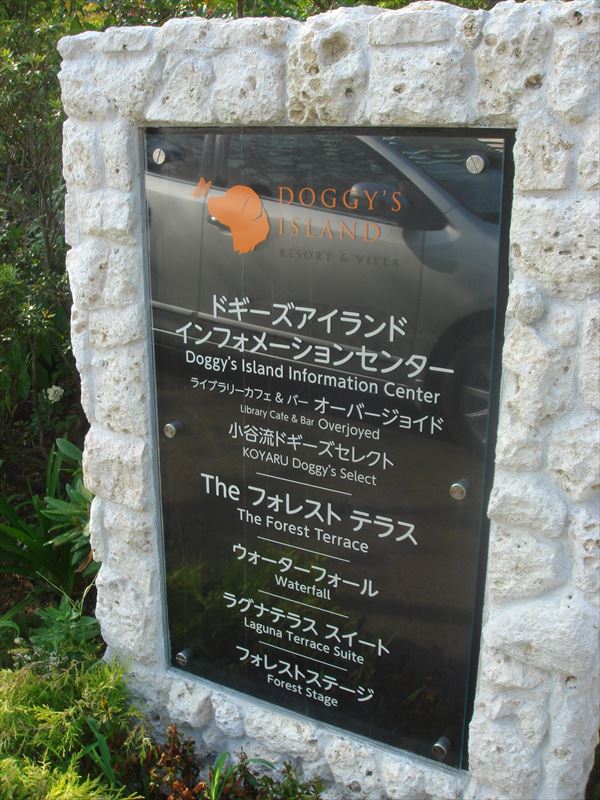 DOGGY'S
ISLAND
RESORT & VILLA
ドギーズアイランド
インフォメーションセンター
Doggy's Island Information Center
ライブラリーカフェ & バー オーバージョイド
Library Cafe & Bar Overjoyed
小谷流ドギーズセレクト
KOYARU Doggy's Select
The フォレスト テラス
The Forest Terrace
ウォーターフォール
Waterfall
ラグナテラス スイート
Laguna Terrace Suite
フォレストステージ
Forest Stage